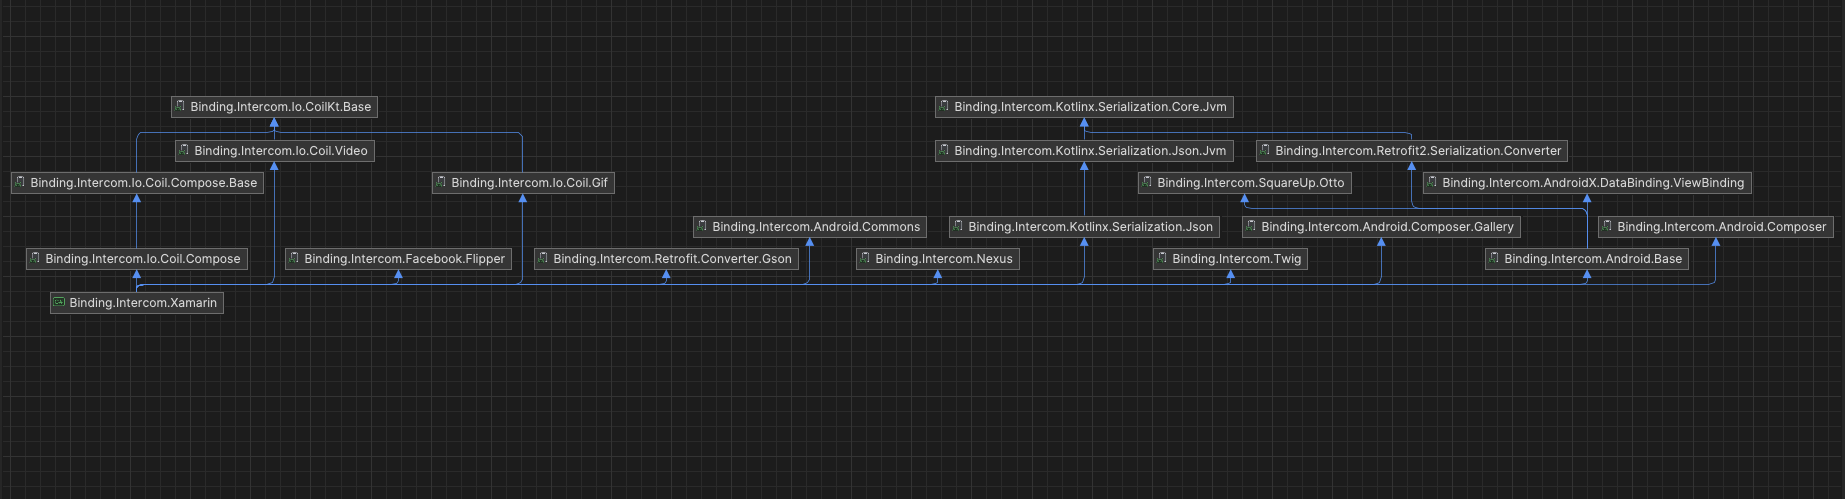 Binding.Intercom.Io.CoilKt.Base
Binding.Intercom.Kotlinx.Serialization.Core.Jvm
Binding.Intercom.Io.Coil.Video
Binding.Intercom.Kotlinx.Serialization.Json.Jvm
Binding.Intercom.Retrofit2.Serialization.Converter
Binding.Intercom.Io.Coil.Compose.Base
Binding.Intercom.Io.Coil.Gif
Binding.Intercom.SquareUp.Otto
Binding.Intercom.AndroidX.DataBinding.ViewBinding
Binding.Intercom.Android.Commons
Binding.Intercom.Kotlinx.Serialization.Json
Binding.Intercom.Android.Composer.Gallery
Binding.Intercom.Android.Composer
Binding.Intercom.Io.Coil.Compose
Binding.Intercom.Facebook.Flipper
Binding.Intercom.Retrofit.Converter.Gson
Binding.Intercom.Nexus
Binding.Intercom.Twig
Binding.Intercom.Android.Base
Binding.Intercom.Xamarin